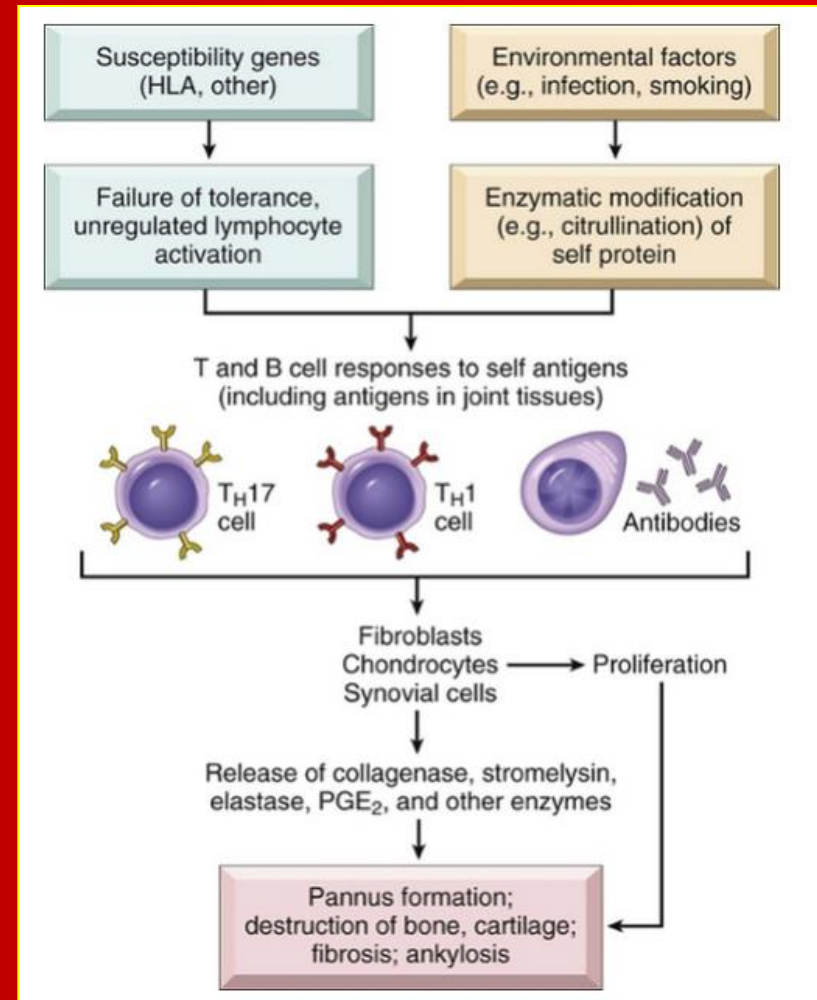 Susceptibility genes
(HLA, other)
Environmental factors
(e.g., infection, smoking)
Failure of tolerance,
unregulated lymphocyte
activation
Enzymatic modification
(e.g., citrullination) of
self protein
T and B cell responses to self antigens
(including antigens in joint tissues)
TH17
cell
TH1
cell
Antibodies
Fibroblasts
Chondrocytes
Synovial cells
Proliferation
Release of collagenase, stromelysin,
elastase, PGE2, and other enzymes
Pannus formation;
destruction of bone, cartilage;
fibrosis; ankylosis